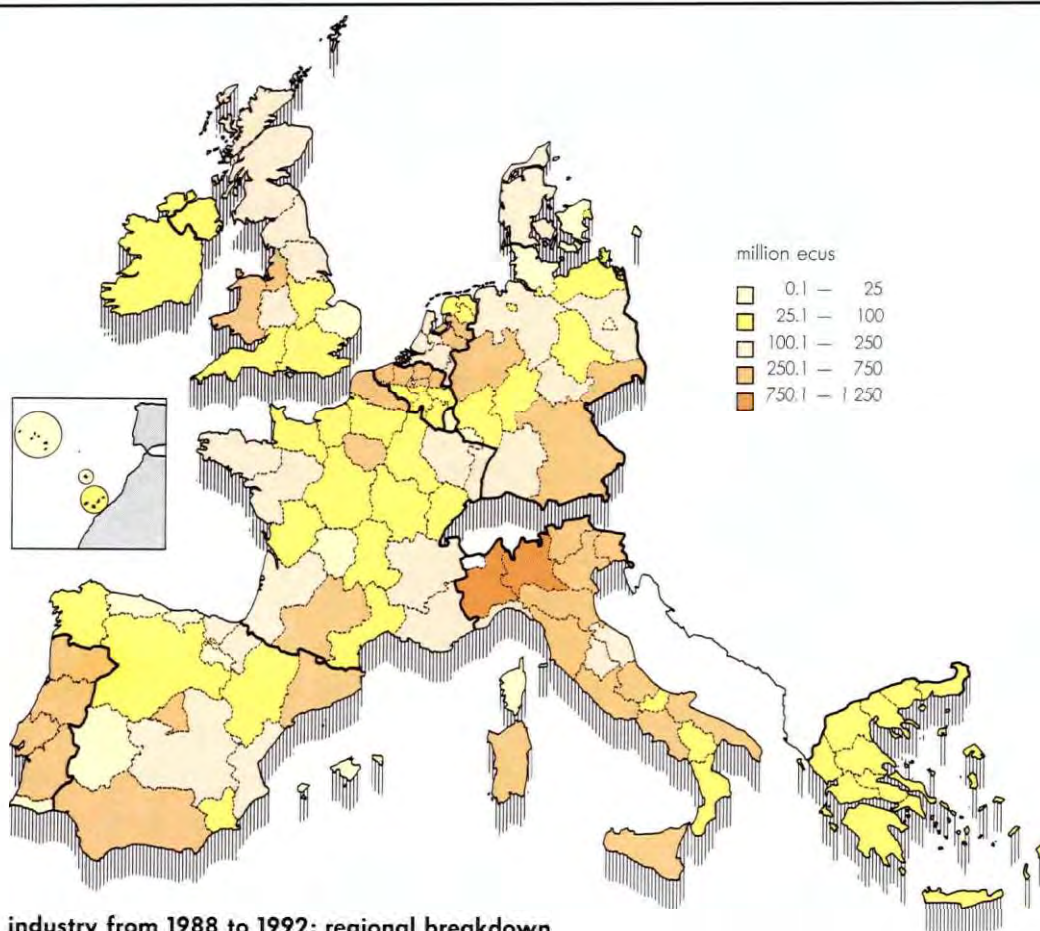 million ecus
0.1 — 25
25.1 — 100
100.1 — 250
250.1 — 750
750.1 — 1 250
industry from 1988 to 1992: regional breakdown